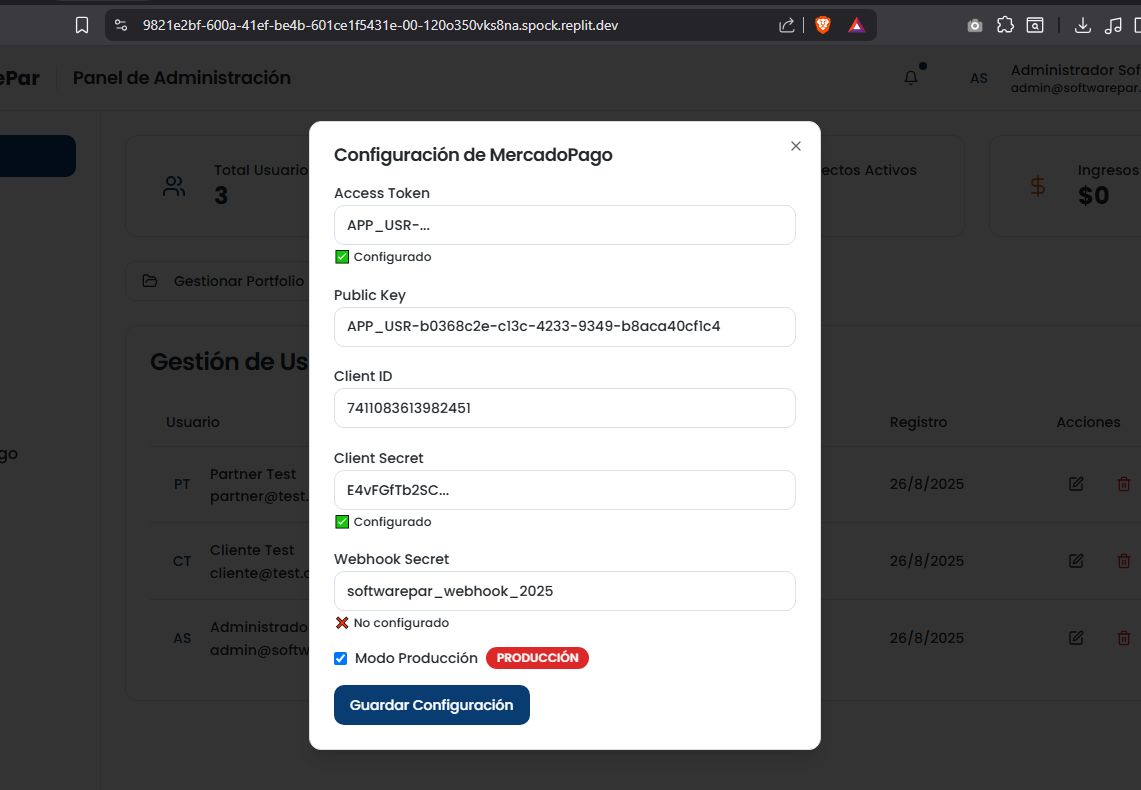 9821e2bf-600a-41ef-be4b-601ce1f5431e-00-120o350vks8na.spock.replit.dev
ePar
Panel de Administración
AS
Administrador Sof
admin@softwarepar.
Configuración de MercadoPago
Total Usuario
3
ectos Activos
Ingresos
$0
Access Token
APP_USR-...
✅ Configurado
Gestionar Portfolio
Public Key
APP_USR-b0368c2e-c13c-4233-9349-b8aca40cf1c4
Gestión de Us
Client ID
7411083613982451
Usuario
Registro
Acciones
go
Client Secret
E4vFGfTb2SC...
✅ Configurado
PT
Partner Test
partner@test.
26/8/2025
CT
Cliente Test
cliente@test.c
26/8/2025
Webhook Secret
softwarepar_webhook_2025
❌ No configurado
AS
Administrado
admin@softw
26/8/2025
Modo Producción
PRODUCCIÓN
Guardar Configuración